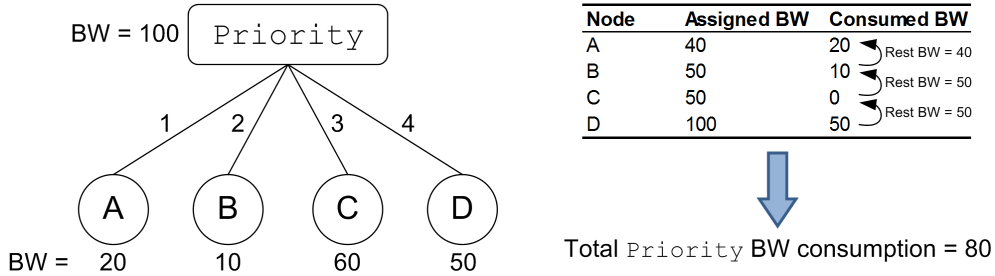 BW = 100 Priority
1 2 3 4
A B C D
BW = 20 10 60 50
Node Assigned BW Consumed BW
A 40 20
Rest BW = 40
B 50 10
Rest BW = 50
C 50 0
Rest BW = 50
D 100 50
Total Priority BW consumption = 80